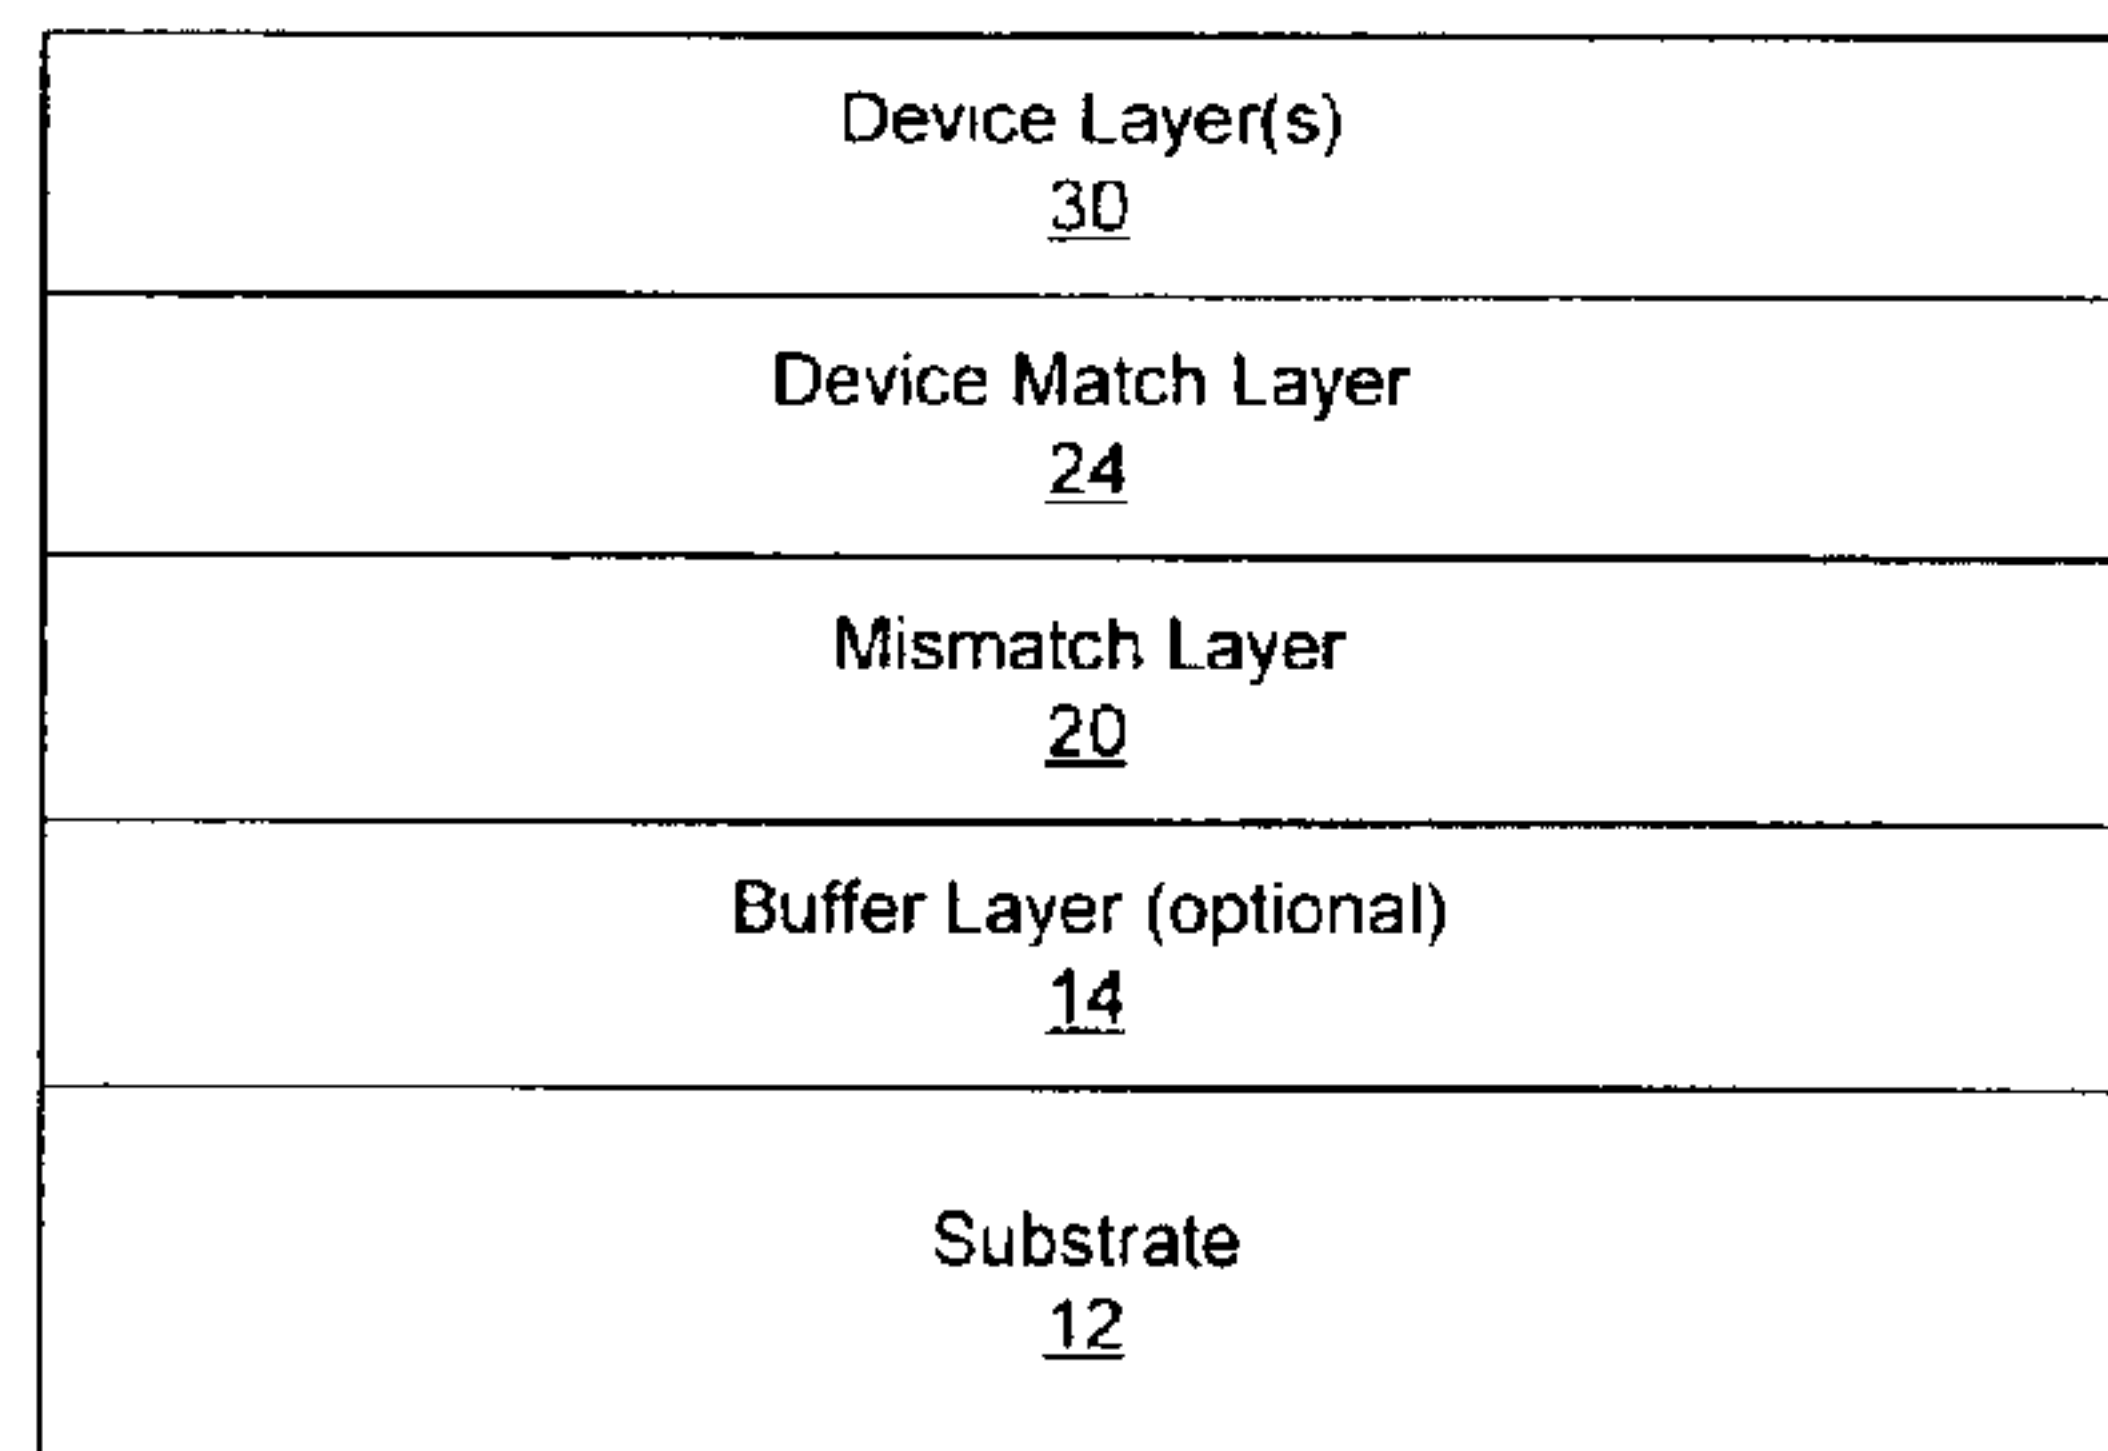 Device Layer(s)
30
Device Match Layer
24
Mismatch Layer
20
Buffer Layer (optional)
14
Substrate
12